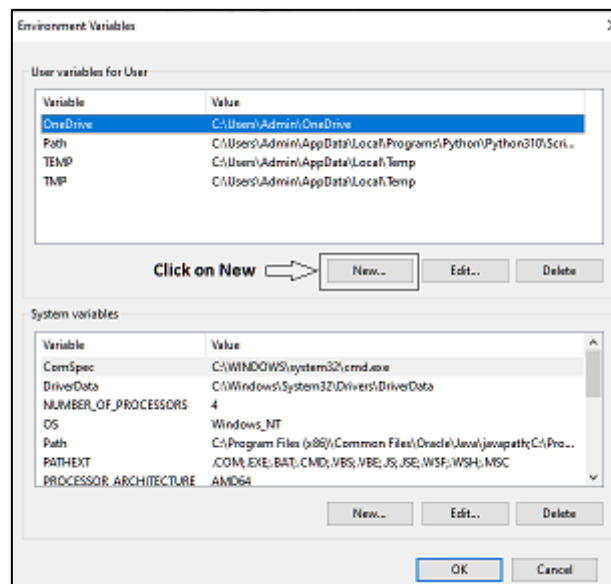 Environment Variables
User variables for User
Variable Value
OneDrive C:\Users\Admin\OneDrive
Path C:\Users\Admin\AppData\Local\Programs\Python\Python310\Scri...
TEMP C:\Users\Admin\AppData\Local\Temp
TMP C:\Users\Admin\AppData\Local\Temp
Click on New New... Edit... Delete
System variables
Variable Value
ComSpec C:\WINDOWS\system32\cmd.exe
DriverData C:\Windows\System32\Drivers\DriverData
NUMBER_OF_PROCESSORS 4
OS Windows_NT
Path C:\Program Files (x86)\Common Files\Oracle\Java\javapath;C:\Pro...
PATHEXT .COM;.EXE;.BAT;.CMD;.VBS;.VBE;.JS;.JSE;.WSF;.WSH;.MSC
PROCESSOR_ARCHITECTURE AMD64
New... Edit... Delete
OK Cancel